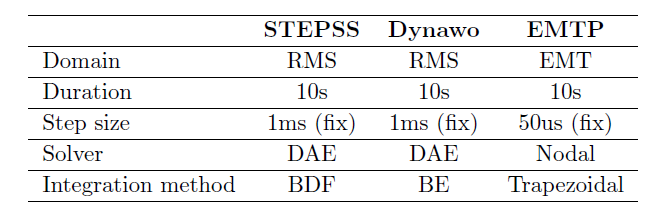 STEPSS Dynawo EMTP
Domain RMS RMS EMT
Duration 10s 10s 10s
Step size 1ms (fix) 1ms (fix) 50us (fix)
Solver DAE DAE Nodal
Integration method BDF BE Trapezoidal